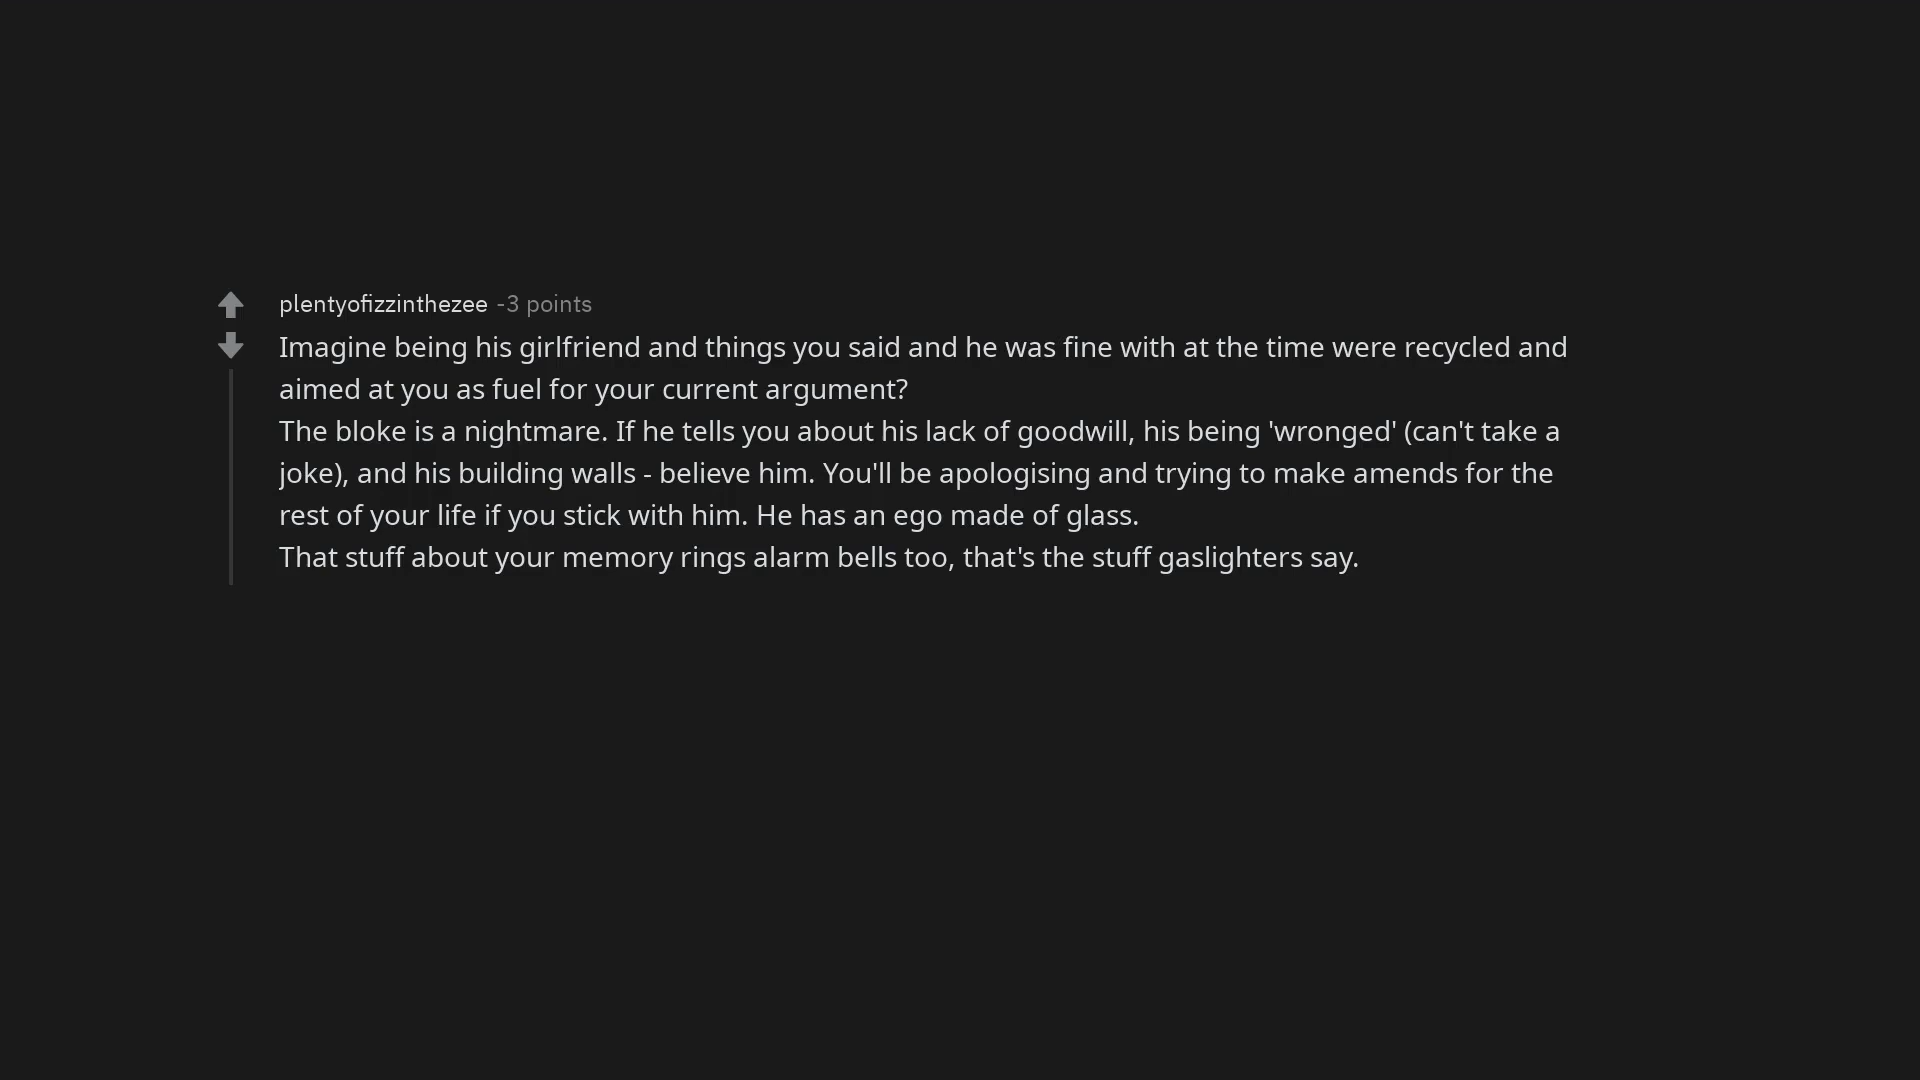 plentyofizzinthezee -3 points
Imagine being his girlfriend and things you said and he was fine with at the time were recycled and
aimed at you as fuel for your current argument?
The bloke is a nightmare. If he tells you about his lack of goodwill, his being 'wronged' (can't take a
joke), and his building walls - believe him. You'll be apologising and trying to make amends for the
rest of your life if you stick with him. He has an ego made of glass.
That stuff about your memory rings alarm bells too, that's the stuff gaslighters say.